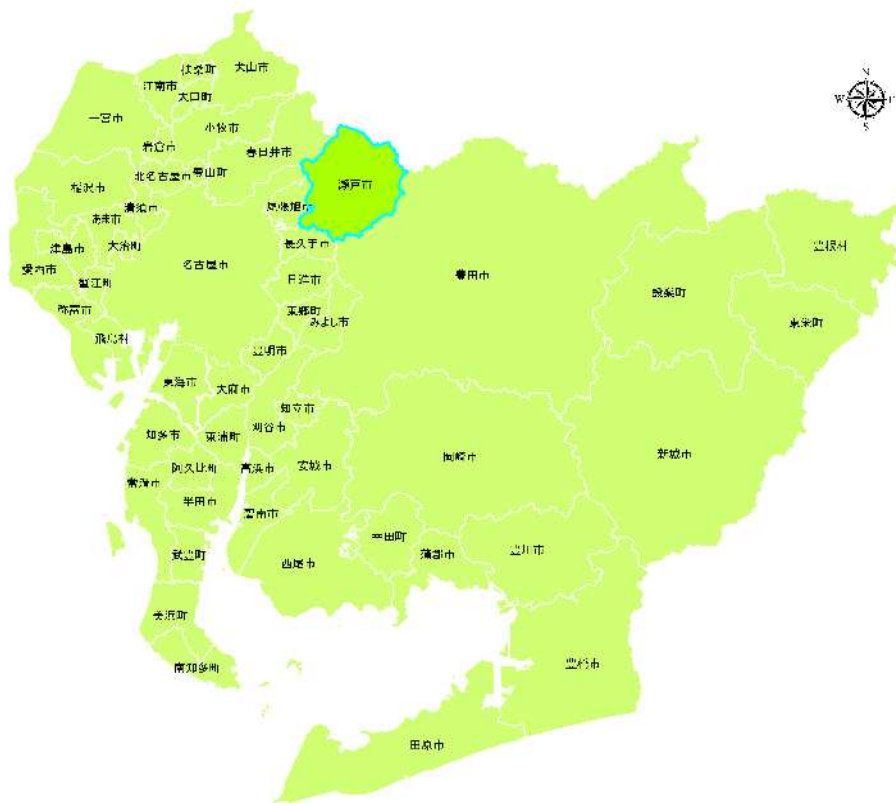 扶桑町
犬山市
江南市
大口町
N
W
E
S
一宮市
小牧市
岩倉市
春日井市
北名古屋市
豊山町
瀬戸市
稲沢市
清須市
尾張旭市
あま市
大治町
長久手市
津島市
豊根村
名古屋市
愛西市
日進市
豊田市
蟹江町
設楽町
弥富市
東郷町
みよし市
東栄町
飛島村
豊明市
東海市
大府市
知立市
知多市
東浦町
刈谷市
岡崎市
新城市
阿久比町
高浜市
安城市
常滑市
半田市
碧南市
幸田町
武豊町
西尾市
蒲郡市
豊川市
美浜町
南知多町
豊橋市
田原市